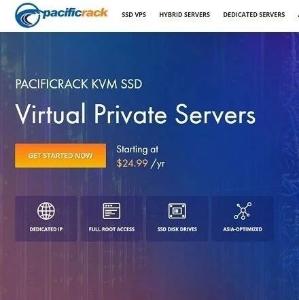 pacificrack
SSD VPS
HYBRID SERVERS
DEDICATED SERVERS
PACIFICRACK KVM SSD
Virtual Private Servers
GET STARTED NOW
Starting at
$24.99 /yr
DEDICATED IP
FULL ROOT ACCESS
SSD DISK DRIVES
ASIA-OPTIMIZED